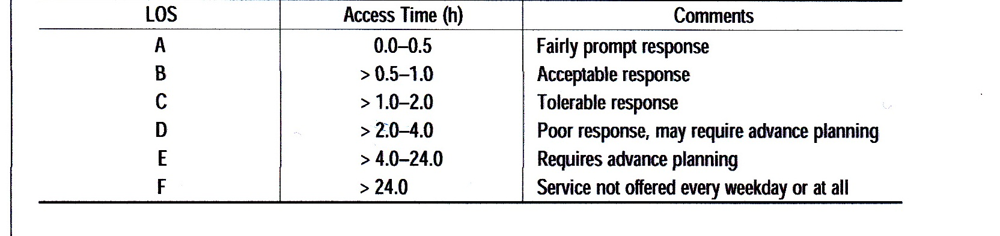 LOS Access Time (h) Comments
A 0.0–0.5 Fairly prompt response
B > 0.5–1.0 Acceptable response
C > 1.0–2.0 Tolerable response
D > 2.0–4.0 Poor response, may require advance planning
E > 4.0–24.0 Requires advance planning
F > 24.0 Service not offered every weekday or at all